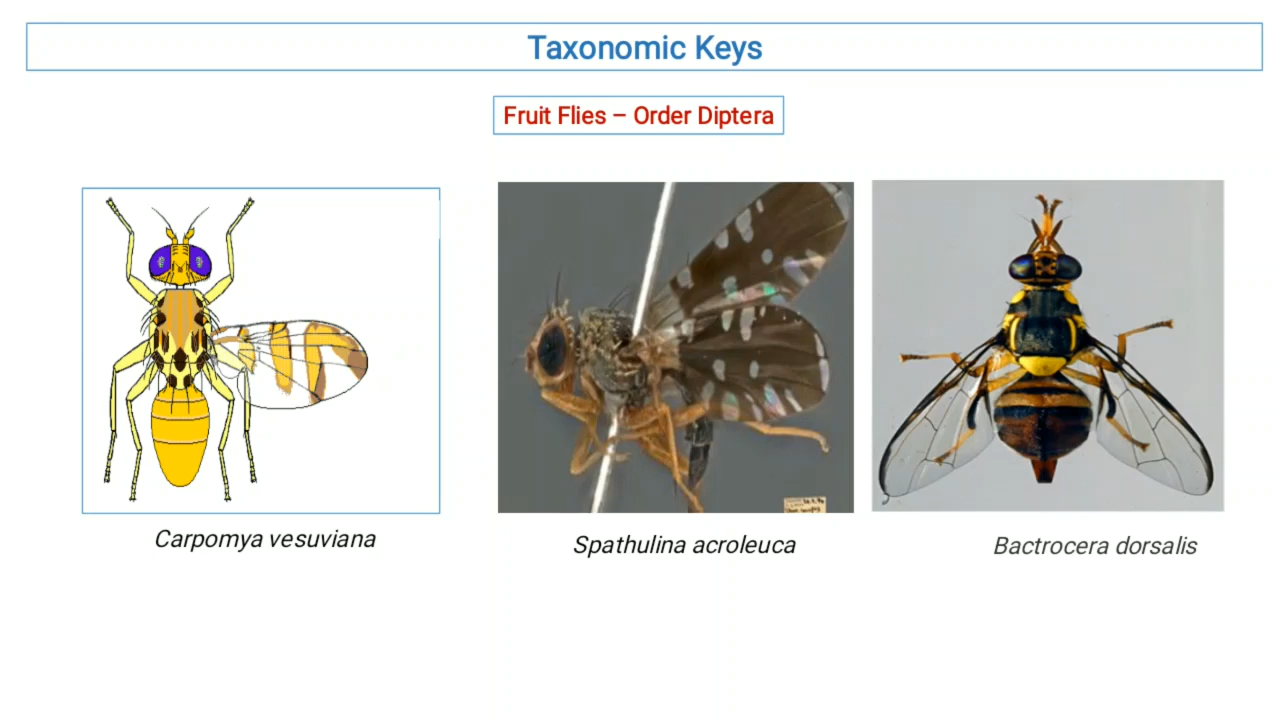 Taxonomic Keys
Fruit Flies – Order Diptera
Carpomya vesuviana
Spathulina acroleuca
Bactrocera dorsalis